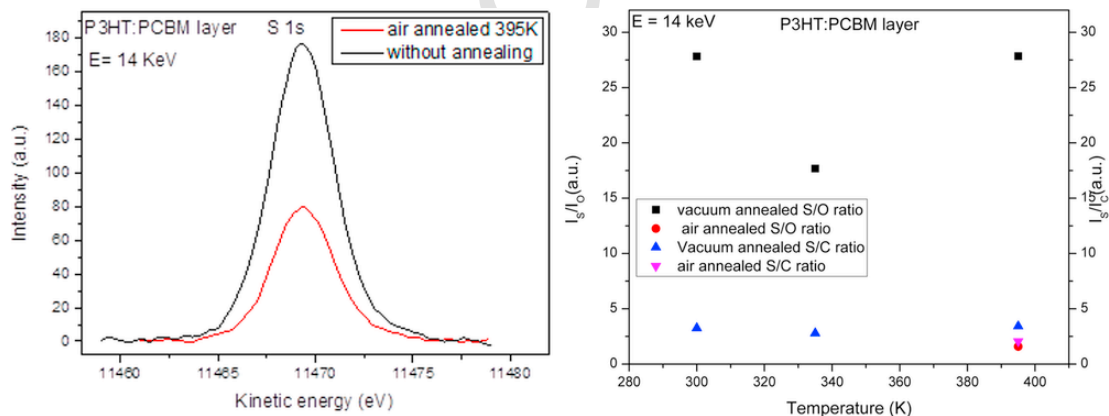 P3HT:PCBM layer S 1s
E= 14 KeV
air annealed 395K
without annealing
180
160
140
120
100
80
60
40
20
0
Intensity (a.u.)
11460 11465 11470 11475 11480
Kinetic energy (eV)
E = 14 keV P3HT:PCBM layer
30 30
25 25
20 20
15 15
10 10
5 5
0 0
I_S/I_O(a.u.)
I_S/I_C(a.u.)
vacuum annealed S/O ratio
air annealed S/O ratio
Vacuum annealed S/C ratio
air annealed S/C ratio
280 300 320 340 360 380 400
Temperature (K)